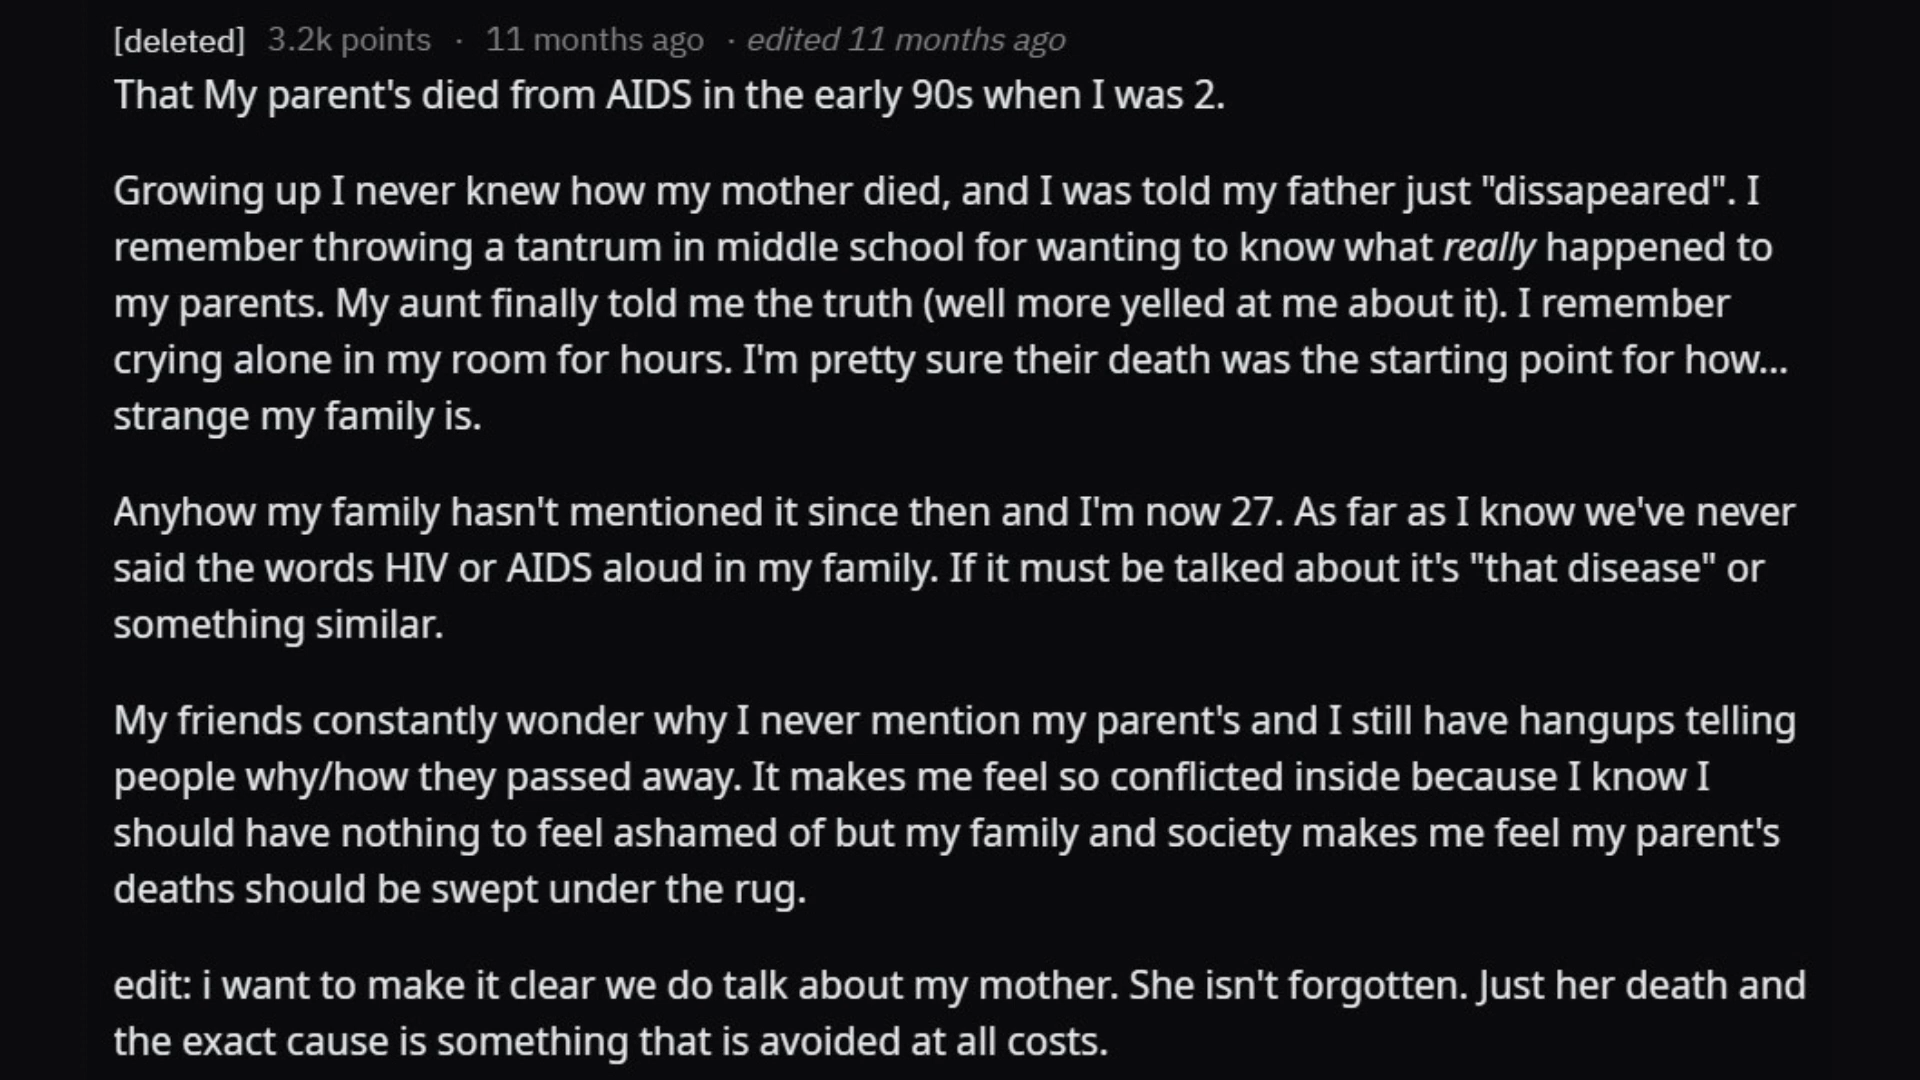 [deleted] 3.2k points · 11 months ago · edited 11 months ago
That My parent's died from AIDS in the early 90s when I was 2.
Growing up I never knew how my mother died, and I was told my father just "dissapeared". I
remember throwing a tantrum in middle school for wanting to know what really happened to
my parents. My aunt finally told me the truth (well more yelled at me about it). I remember
crying alone in my room for hours. I'm pretty sure their death was the starting point for how...
strange my family is.
Anyhow my family hasn't mentioned it since then and I'm now 27. As far as I know we've never
said the words HIV or AIDS aloud in my family. If it must be talked about it's "that disease" or
something similar.
My friends constantly wonder why I never mention my parent's and I still have hangups telling
people why/how they passed away. It makes me feel so conflicted inside because I know I
should have nothing to feel ashamed of but my family and society makes me feel my parent's
deaths should be swept under the rug.
edit: i want to make it clear we do talk about my mother. She isn't forgotten. Just her death and
the exact cause is something that is avoided at all costs.